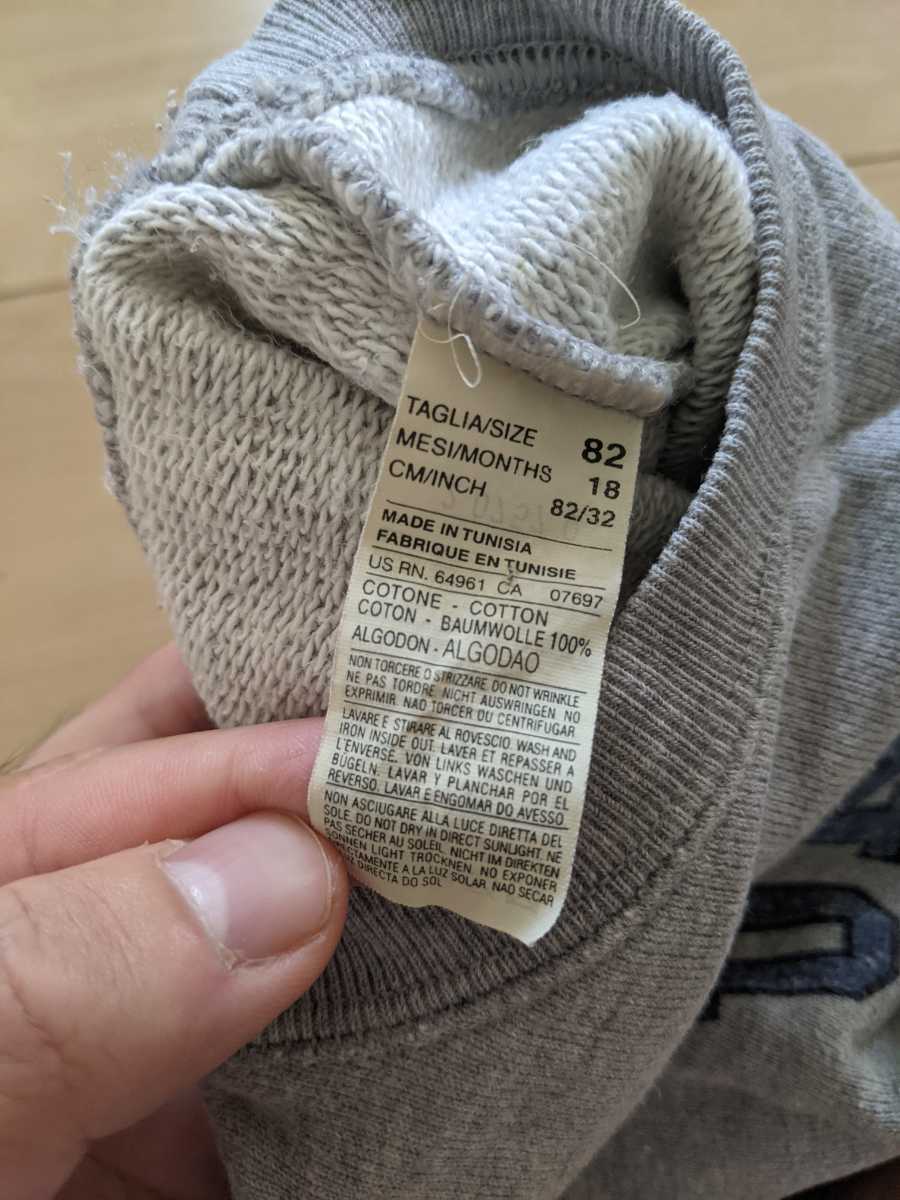 TAGLIA/SIZE 82
MESI/MONTHS 18
CM/INCH 82/32
MADE IN TUNISIA
FABRIQUE EN TUNISIE
US RN. 64961 CA 07697
COTONE - COTTON
COTON - BAUMWOLLE 100%
ALGODON - ALGODAO
NON TORCERE O STRIZZARE. DO NOT WRINKLE
NE PAS TORDRE. NICHT AUSWRINGEN. NO
EXPRIMIR. NAO TORCER OU CENTRIFUGAR
LAVARE E STIRARE AL ROVESCIO. WASH AND
IRON INSIDE OUT. LAVER ET REPASSER A
L'ENVERSE. VON LINKS WASCHEN UND
BÜGELN. LAVAR Y PLANCHAR POR EL
REVERSO. LAVAR E ENGOMAR DO AVESSO
NON ASCIUGARE ALLA LUCE DIRETTA DEL
SOLE. DO NOT DRY IN DIRECT SUNLIGHT. NE
PAS SECHER AU SOLEIL. NICHT IM DIREKTEN
SONNEN LIGHT TROCKNEN. NO EXPONER
A LA LUZ SOLAR. NAO SECAR
DIRECTA DO SOL